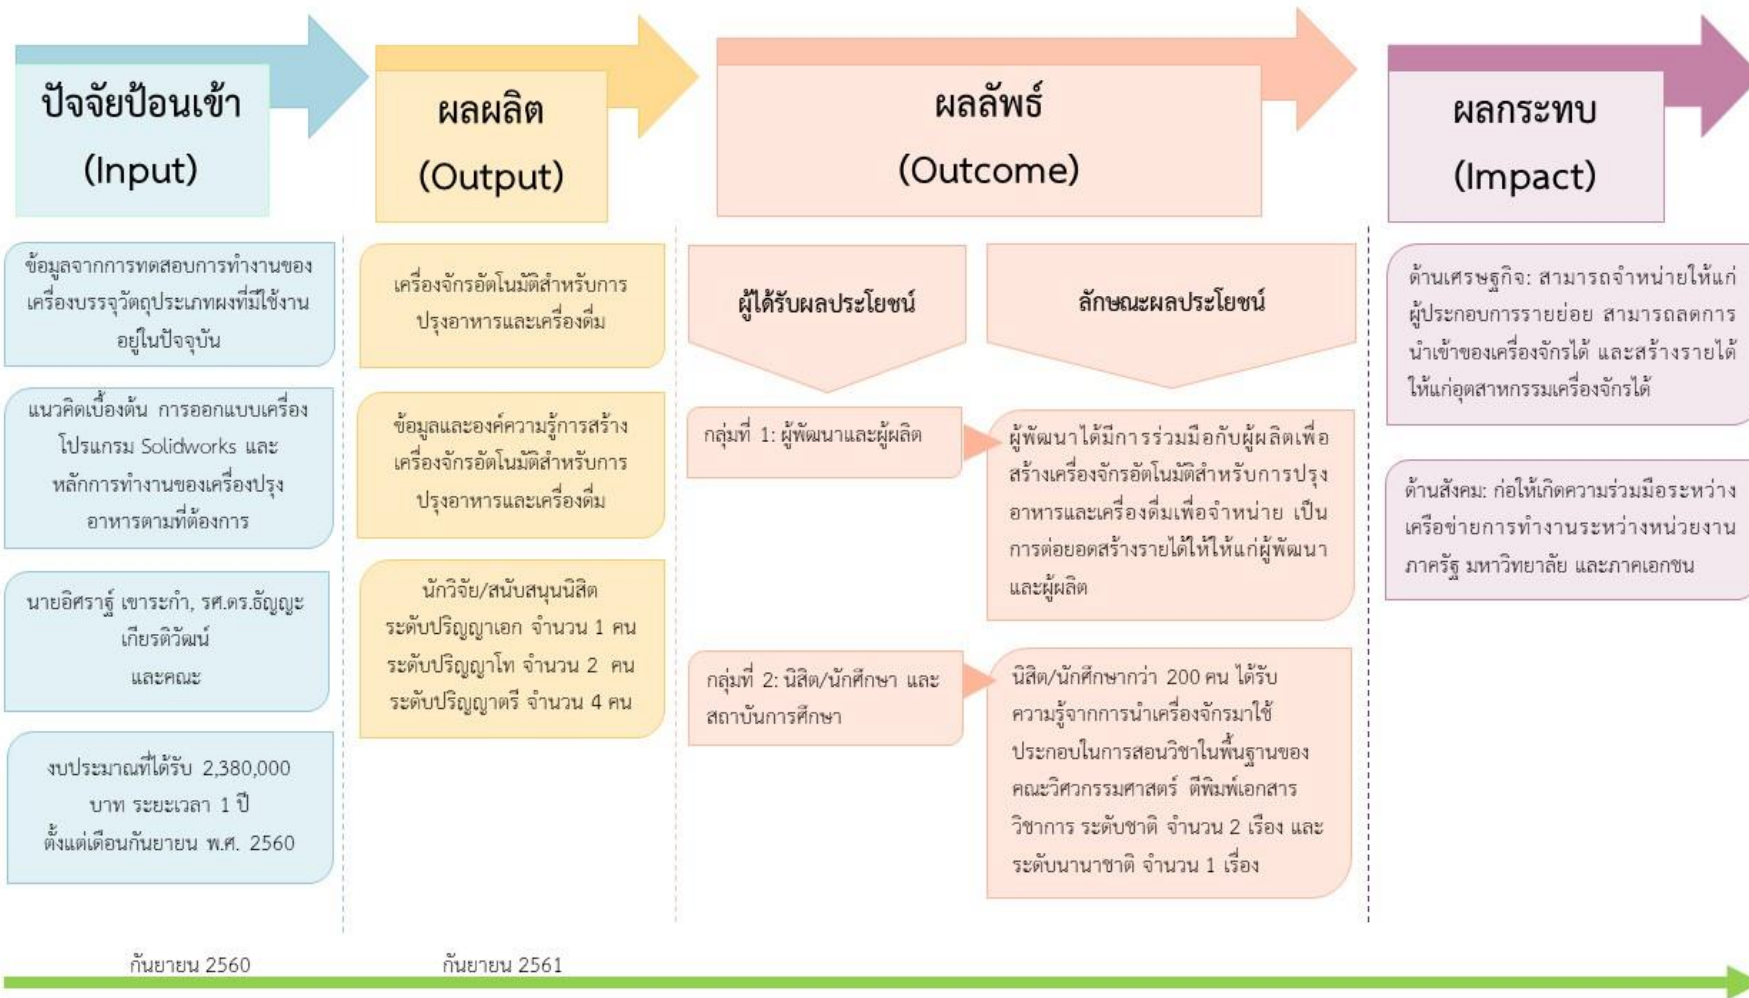 ปัจจัยป้อนเข้า
(Input)
ผลผลิต
(Output)
ผลลัพธ์
(Outcome)
ผลกระทบ
(Impact)
ข้อมูลจากการทดสอบการทำงานของ
เครื่องบรรจุวัตถุประเภทผงที่มีใช้งาน
อยู่ในปัจจุบัน
แนวคิดเบื้องต้น การออกแบบเครื่อง
โปรแกรม Solidworks และ
หลักการทำงานของเครื่องปรุง
อาหารตามที่ต้องการ
นายอิศราฐ์ เขาระกำ, รศ.ดร.ธัญญะ
เกียรติวัฒน์
และคณะ
งบประมาณที่ได้รับ 2,380,000
บาท ระยะเวลา 1 ปี
ตั้งแต่เดือนกันยายน พ.ศ. 2560
เครื่องจักรอัตโนมัติสำหรับการ
ปรุงอาหารและเครื่องดื่ม
ข้อมูลและองค์ความรู้การสร้าง
เครื่องจักรอัตโนมัติสำหรับการ
ปรุงอาหารและเครื่องดื่ม
นักวิจัย/สนับสนุนนิสิต
ระดับปริญญาเอก จำนวน 1 คน
ระดับปริญญาโท จำนวน 2 คน
ระดับปริญญาตรี จำนวน 4 คน
ผู้ได้รับผลประโยชน์
ลักษณะผลประโยชน์
กลุ่มที่ 1: ผู้พัฒนาและผู้ผลิต
ผู้พัฒนาได้มีการร่วมมือกับผู้ผลิตเพื่อ
สร้างเครื่องจักรอัตโนมัติสำหรับการปรุง
อาหารและเครื่องดื่มเพื่อจำหน่าย เป็น
การต่อยอดสร้างรายได้ให้ให้แก่ผู้พัฒนา
และผู้ผลิต
กลุ่มที่ 2: นิสิต/นักศึกษา และ
สถาบันการศึกษา
นิสิต/นักศึกษากว่า 200 คน ได้รับ
ความรู้จากการนำเครื่องจักรมาใช้
ประกอบในการสอนวิชาในพื้นฐานของ
คณะวิศวกรรมศาสตร์ ตีพิมพ์เอกสาร
วิชาการ ระดับชาติ จำนวน 2 เรื่อง และ
ระดับนานาชาติ จำนวน 1 เรื่อง
ด้านเศรษฐกิจ: สามารถจำหน่ายให้แก่
ผู้ประกอบการรายย่อย สามารถลดการ
นำเข้าของเครื่องจักรได้ และสร้างรายได้
ให้แก่อุตสาหกรรมเครื่องจักรได้
ด้านสังคม: ก่อให้เกิดความร่วมมือระหว่าง
เครือข่ายการทำงานระหว่างหน่วยงาน
ภาครัฐ มหาวิทยาลัย และภาคเอกชน
กันยายน 2560
กันยายน 2561